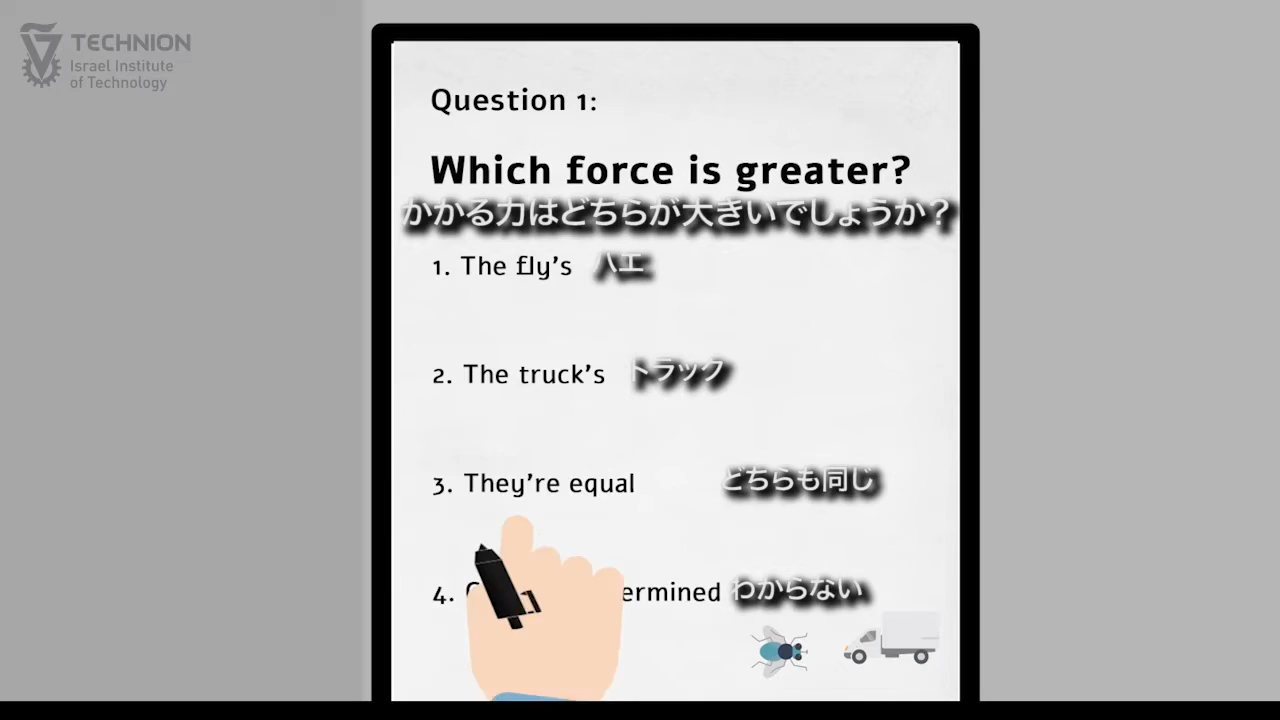 TECHNION
Israel Institute
of Technology
Question 1:
Which force is greater?
かかる力はどちらが大きいでしょうか？
1. The fly's ハエ
2. The truck's トラック
3. They're equal どちらも同じ
4. ermined わからない